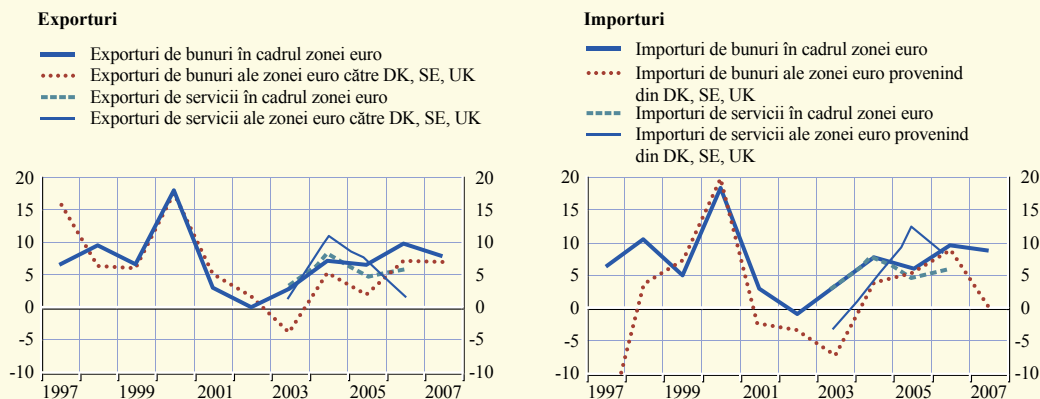 Exporturi
Exporturi de bunuri în cadrul zonei euro
Exporturi de bunuri ale zonei euro către DK, SE, UK
Exporturi de servicii în cadrul zonei euro
Exporturi de servicii ale zonei euro către DK, SE, UK
20 20
15 15
10 10
5 5
0 0
-5 -5
-10 -10
1997 1999 2001 2003 2005 2007
Importuri
Importuri de bunuri în cadrul zonei euro
Importuri de bunuri ale zonei euro provenind
din DK, SE, UK
Importuri de servicii în cadrul zonei euro
Importuri de servicii ale zonei euro provenind
din DK, SE, UK
20 20
15 15
10 10
5 5
0 0
-5 -5
-10 -10
1997 1999 2001 2003 2005 2007